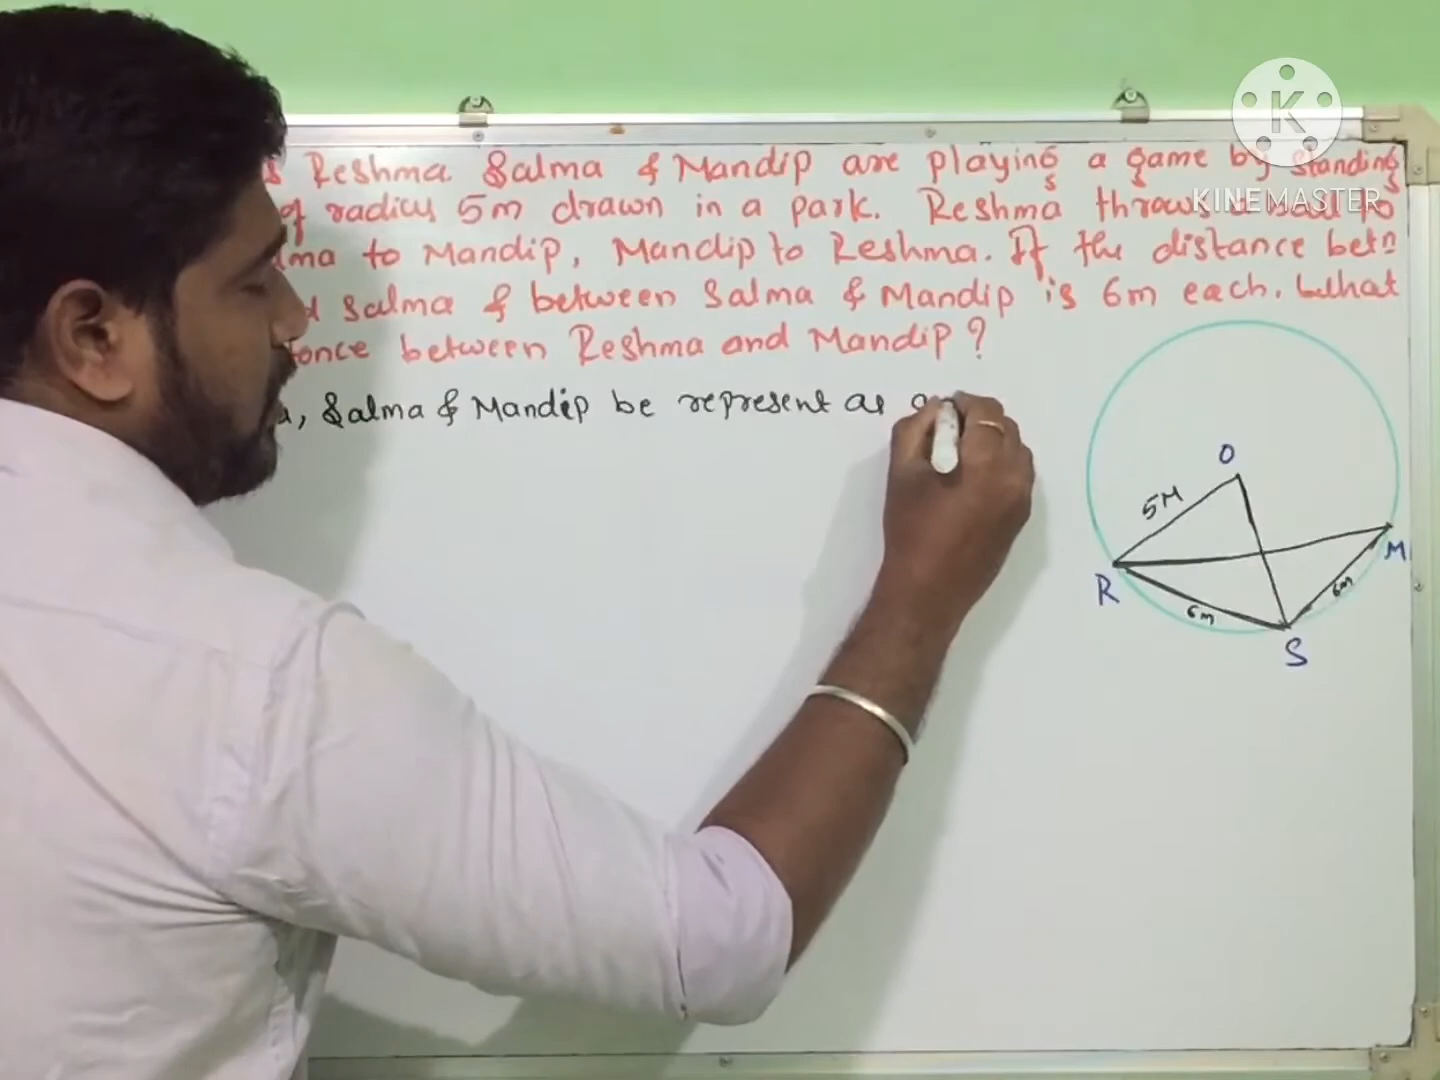 Reshma Salma & Mandip are playing a game by standing
of radius 5m drawn in a park. Reshma throws a ball to
to Mandip, Mandip to Reshma. If the distance betn
Salma & between Salma & Mandip is 6m each. What
between Reshma and Mandip ?
, Salma & Mandip be represent as
K
KINEMASTER
O
5M
R
M
6m
6m
S